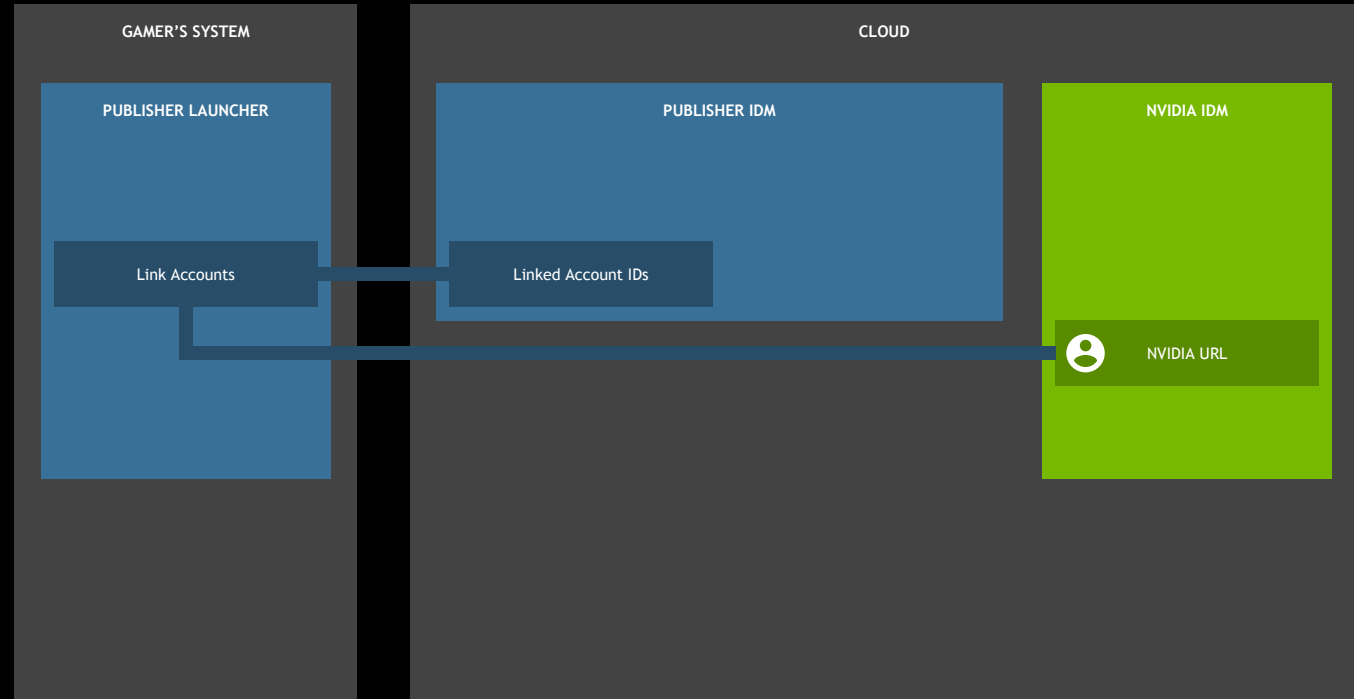 GAMER’S SYSTEM
CLOUD
PUBLISHER LAUNCHER
PUBLISHER IDM
NVIDIA IDM
Link Accounts
Linked Account IDs
NVIDIA URL